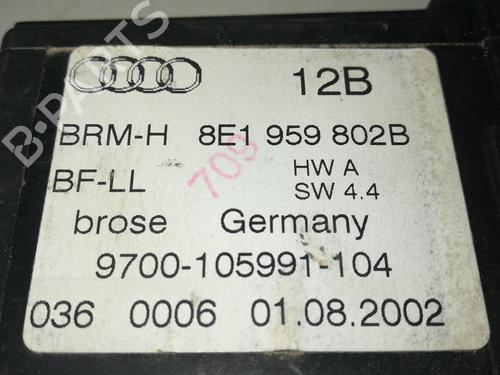 12B
BRM-H 8E1 959 802B
BF-LL HW A
SW 4.4
709
brose Germany
9700-105991-104
036 0006 01.08.2002
B-PARTS